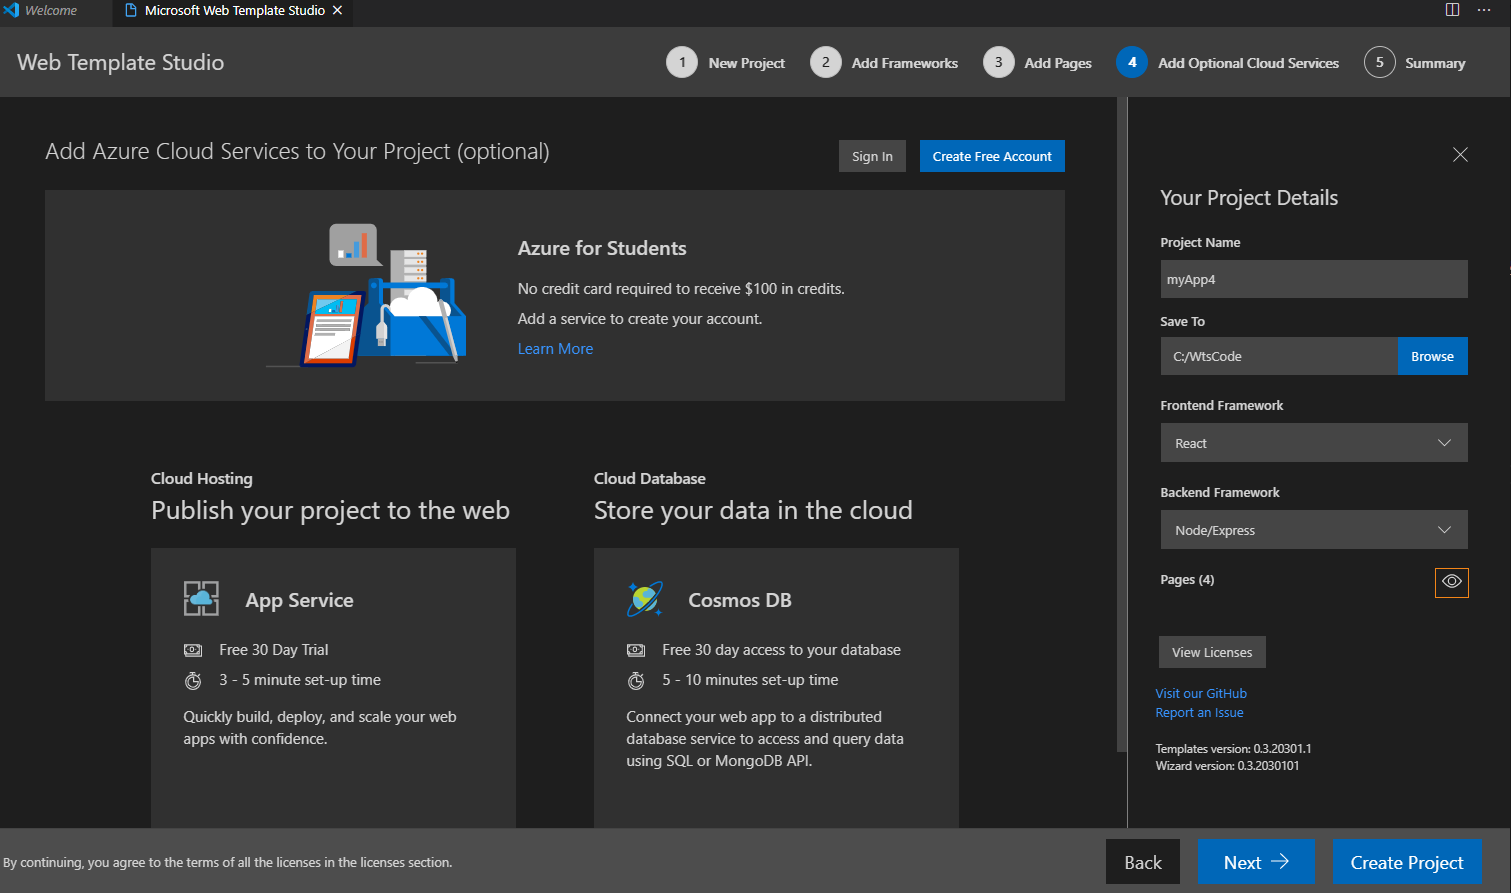 Welcome
Microsoft Web Template Studio
Web Template Studio
1 New Project
2 Add Frameworks
3 Add Pages
4 Add Optional Cloud Services
5 Summary
Add Azure Cloud Services to Your Project (optional)
Sign In
Create Free Account
Azure for Students
No credit card required to receive $100 in credits.
Add a service to create your account.
Learn More
Cloud Hosting
Publish your project to the web
App Service
Free 30 Day Trial
3 - 5 minute set-up time
Quickly build, deploy, and scale your web
apps with confidence.
Cloud Database
Store your data in the cloud
Cosmos DB
Free 30 day access to your database
5 - 10 minutes set-up time
Connect your web app to a distributed
database service to access and query data
using SQL or MongoDB API.
Your Project Details
Project Name
myApp4
Save To
C:/WtsCode
Browse
Frontend Framework
React
Backend Framework
Node/Express
Pages (4)
View Licenses
Visit our GitHub
Report an Issue
Templates version: 0.3.20301.1
Wizard version: 0.3.2030101
By continuing, you agree to the terms of all the licenses in the licenses section.
Back
Next
Create Project